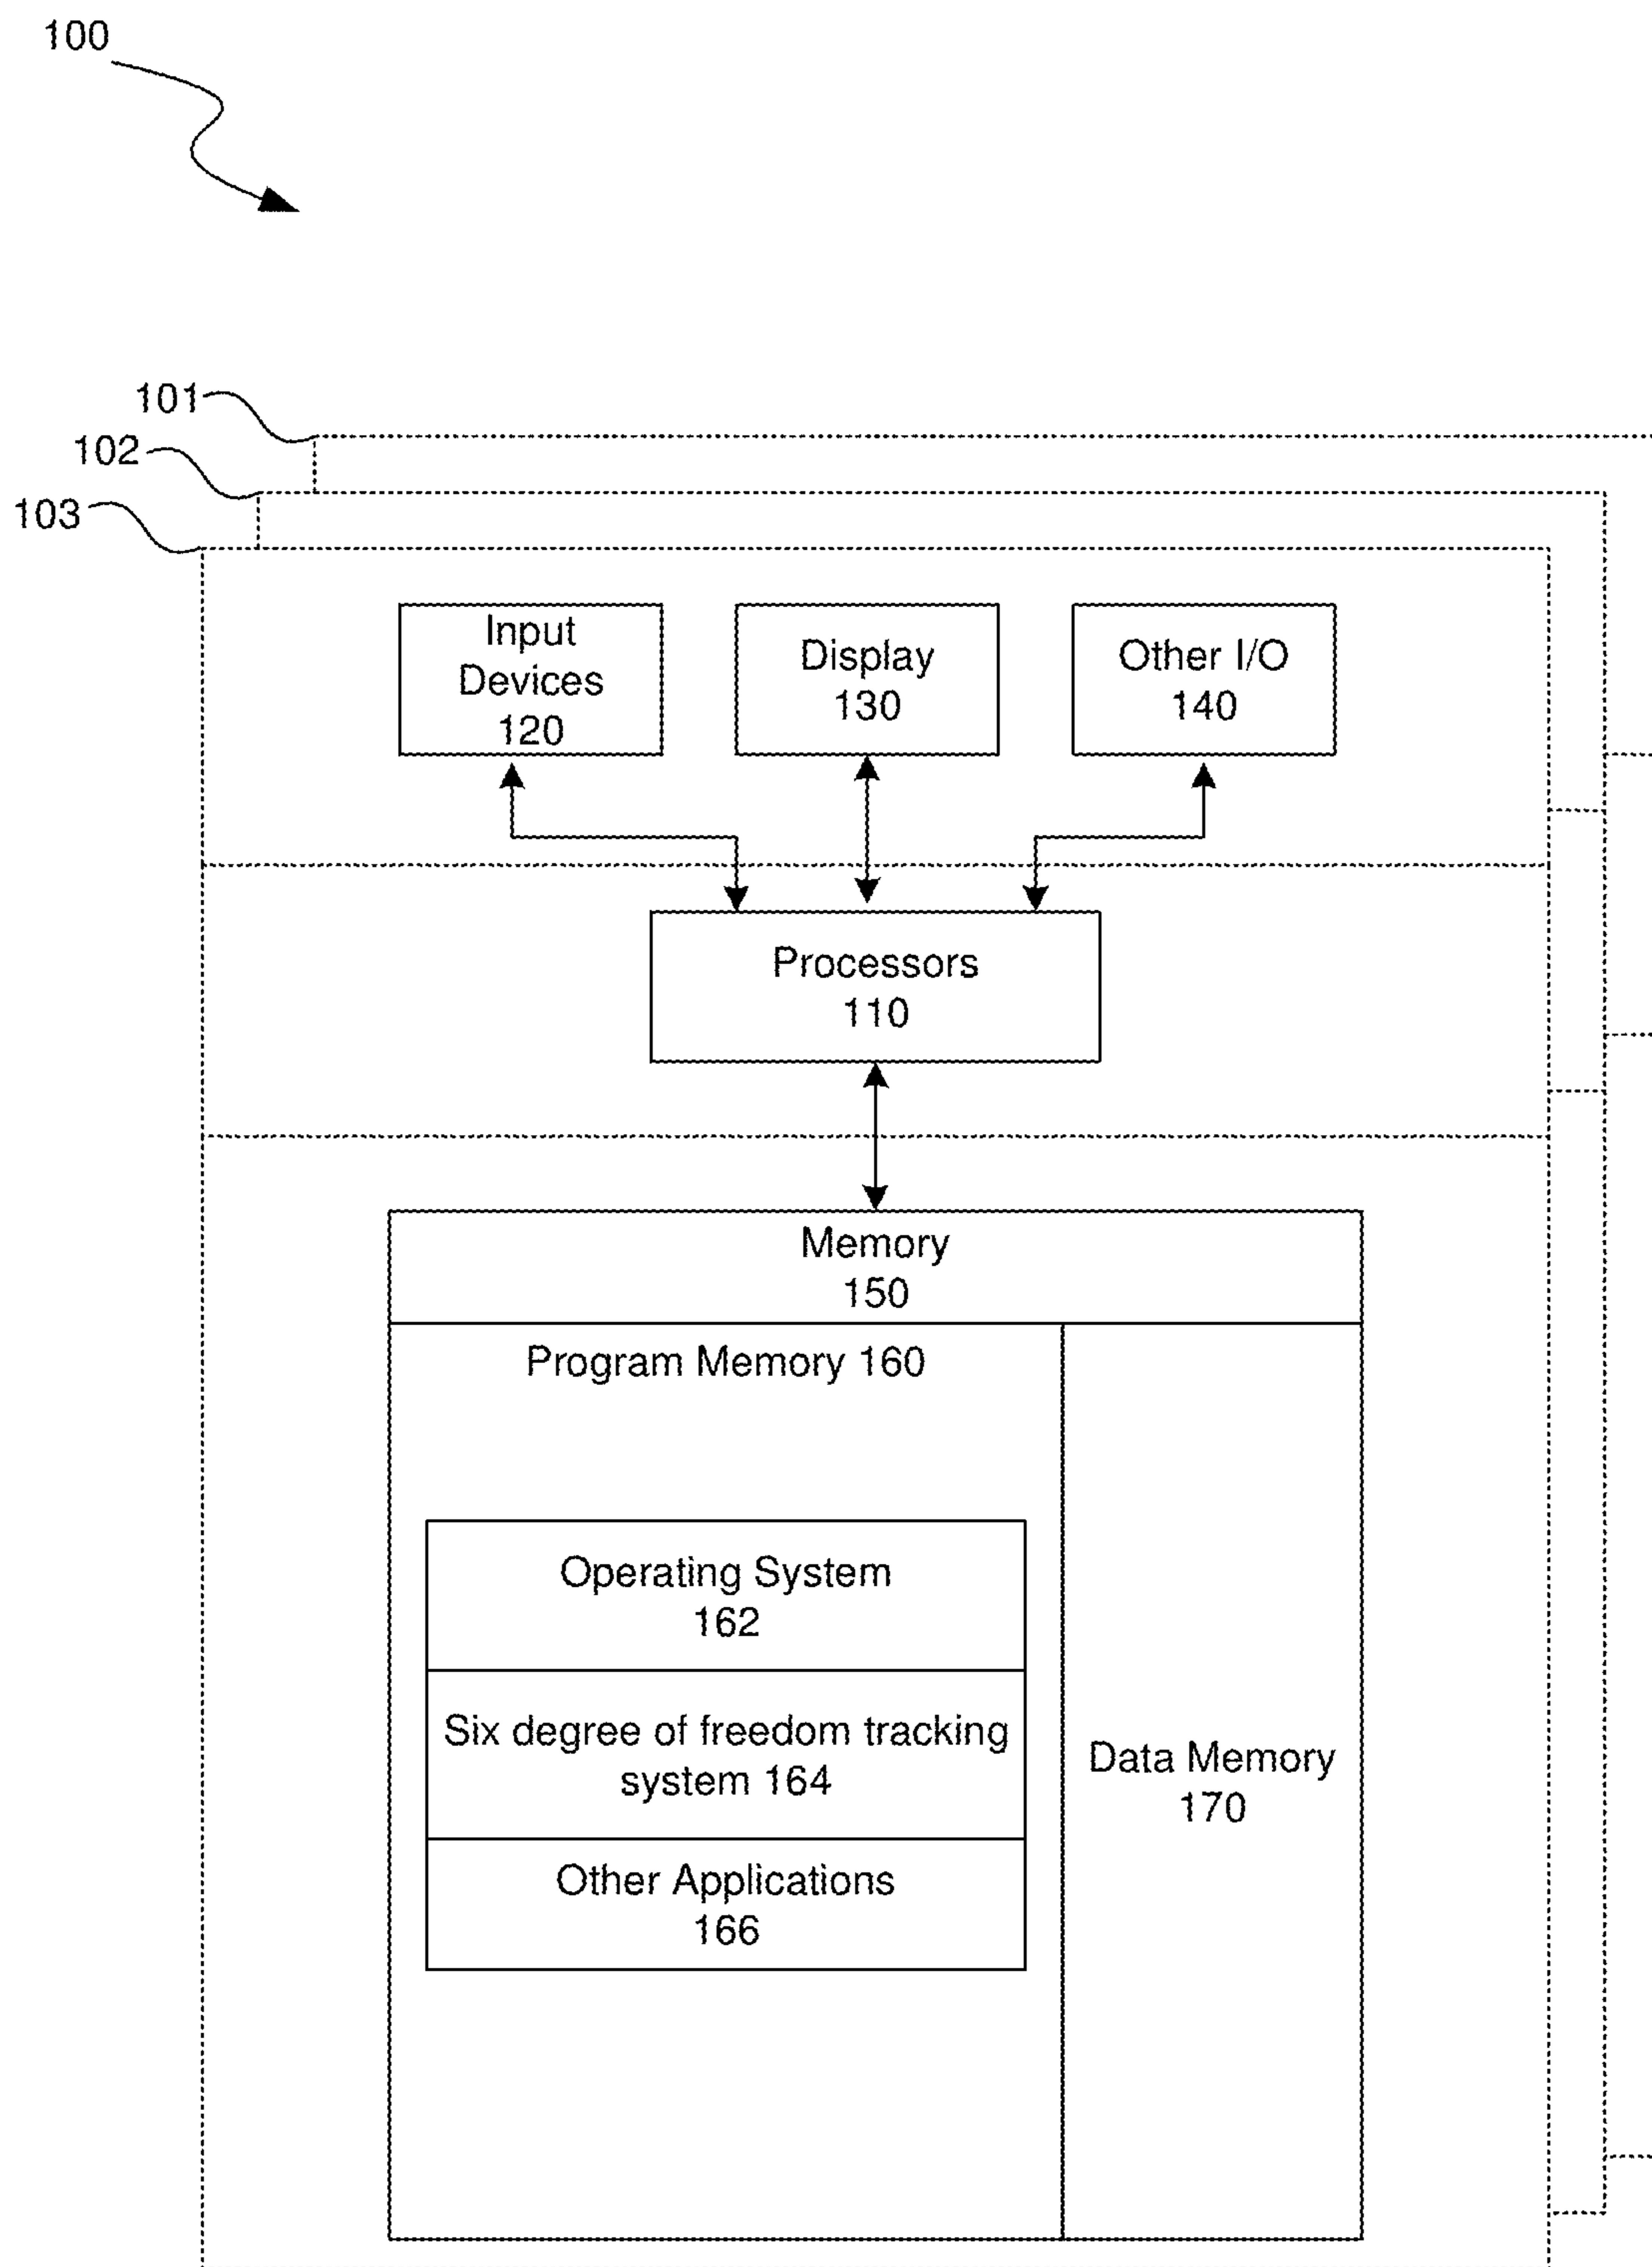 100
101
102
103
Input
Devices
120
Display
130
Other I/O
140
Processors
110
Memory
150
Program Memory 160
Operating System
162
Six degree of freedom tracking
system 164
Other Applications
166
Data Memory
170